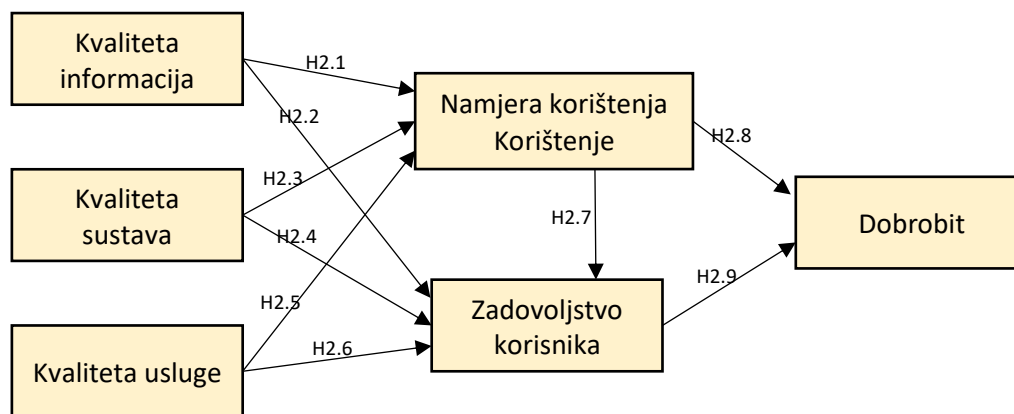 Kvaliteta
informacija
H2.1
H2.2
Namjera korištenja
Korištenje
H2.8
Kvaliteta
sustava
H2.3
H2.4
H2.7
Dobrobit
H2.5
H2.9
Zadovoljstvo
korisnika
Kvaliteta usluge
H2.6